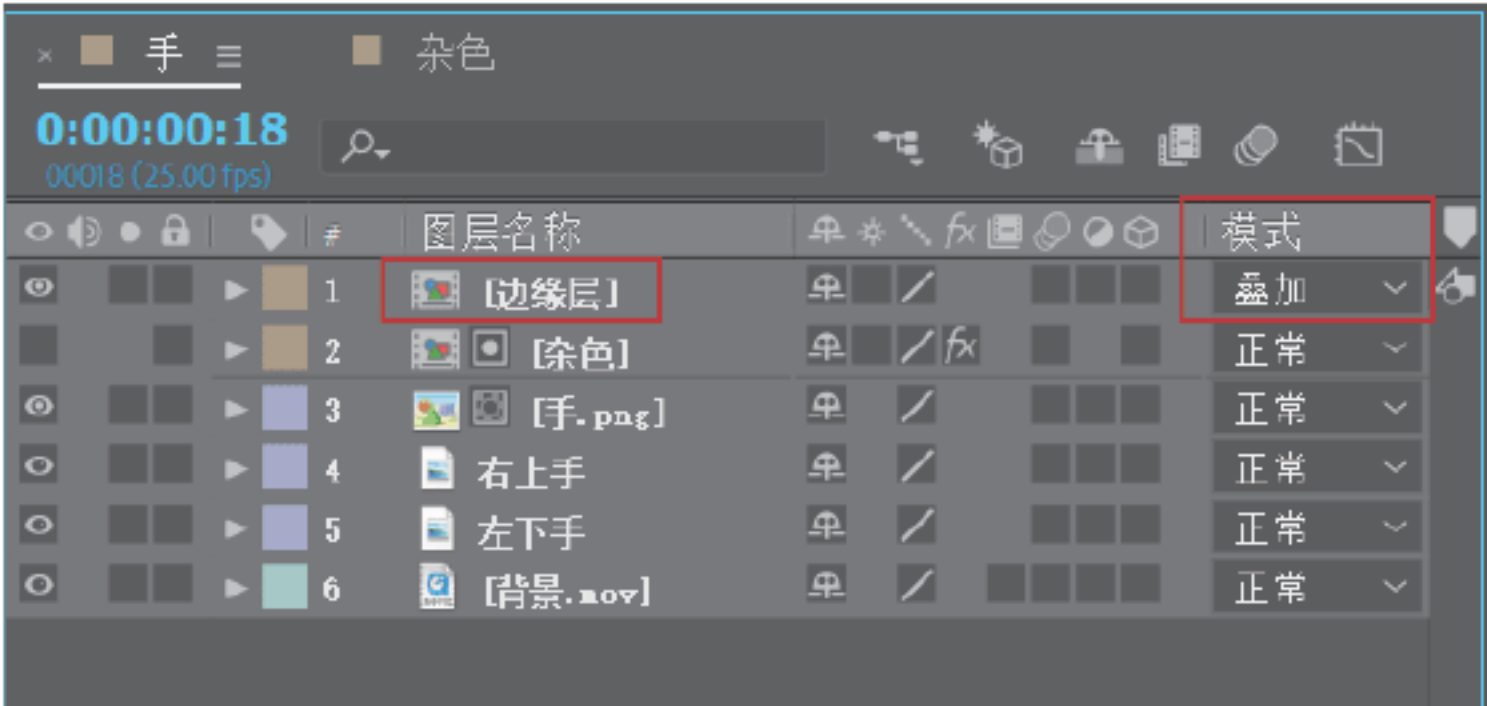 手 杂色
0:00:00:18
00018 (25.00 fps)
# 图层名称 fx 模式
1 [边缘层] 叠加
2 [杂色] fx 正常
3 [手.png] 正常
4 右上手 正常
5 左下手 正常
6 [背景.mov] 正常